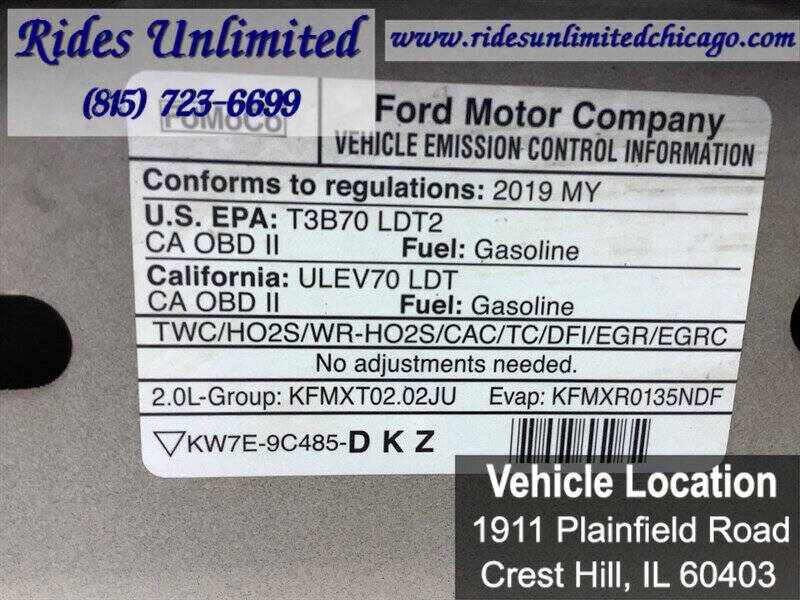 Rides Unlimited
www.ridesunlimitedchicago.com
(815) 723-6699
FoMoCo
Ford Motor Company
VEHICLE EMISSION CONTROL INFORMATION
Conforms to regulations: 2019 MY
U.S. EPA: T3B70 LDT2
CA OBD II Fuel: Gasoline
California: ULEV70 LDT
CA OBD II Fuel: Gasoline
TWC/HO2S/WR-HO2S/CAC/TC/DFI/EGR/EGRC
No adjustments needed.
2.0L-Group: KFMXT02.02JU Evap: KFMXR0135NDF
KW7E-9C485-D K Z
Vehicle Location
1911 Plainfield Road
Crest Hill, IL 60403